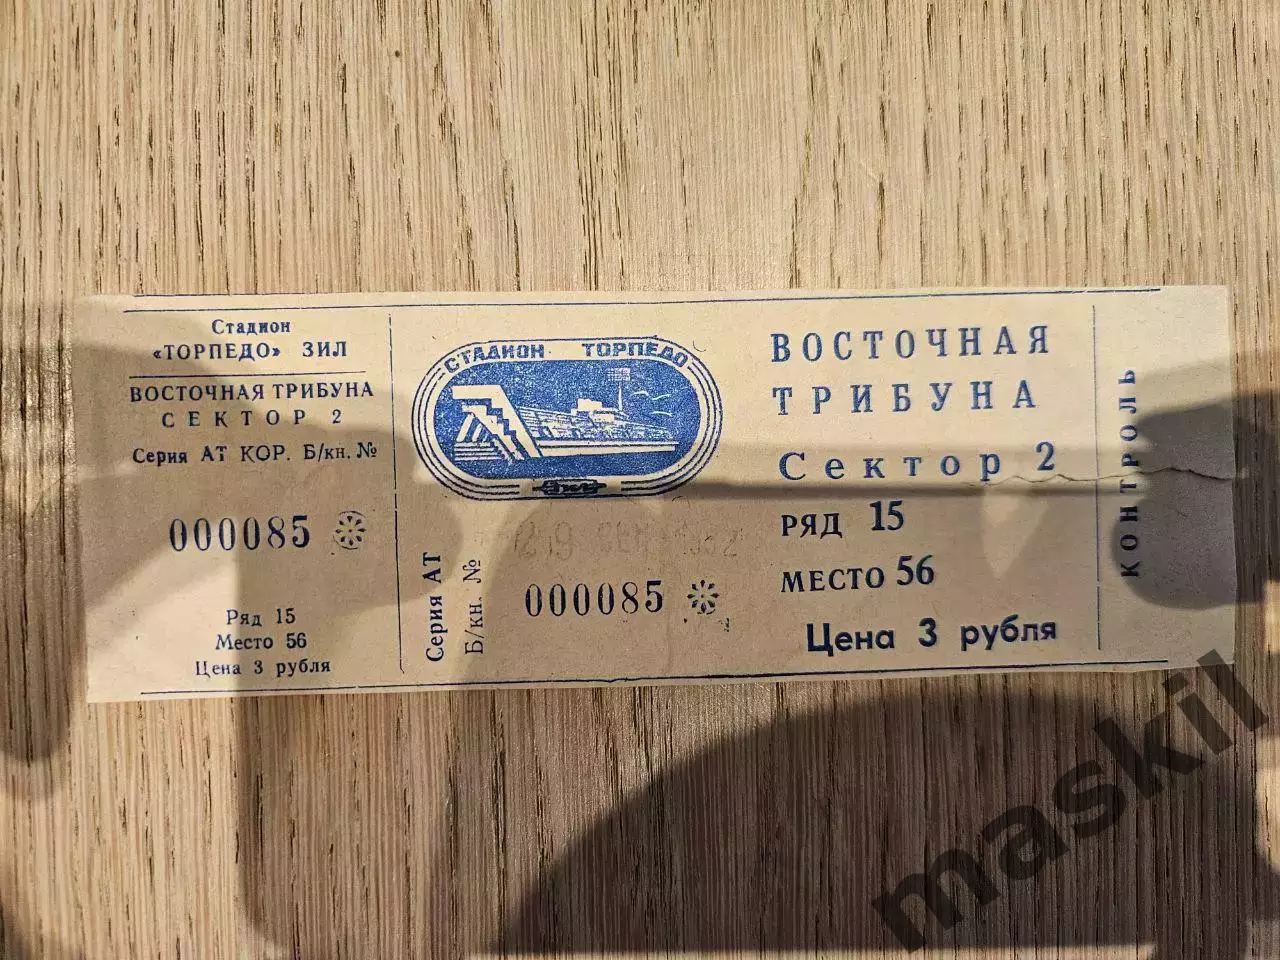 Стадион
«ТОРПЕДО» ЗИЛ
ВОСТОЧНАЯ ТРИБУНА
СЕКТОР 2
Серия АТ КОР. Б/кн. №
000085
Ряд 15
Место 56
Цена 3 рубля
СТАДИОН ТОРПЕДО
Серия АТ
Б/кн. №
000085
ВОСТОЧНАЯ
ТРИБУНА
Сектор 2
РЯД 15
МЕСТО 56
Цена 3 рубля
КОНТРОЛЬ
maskil